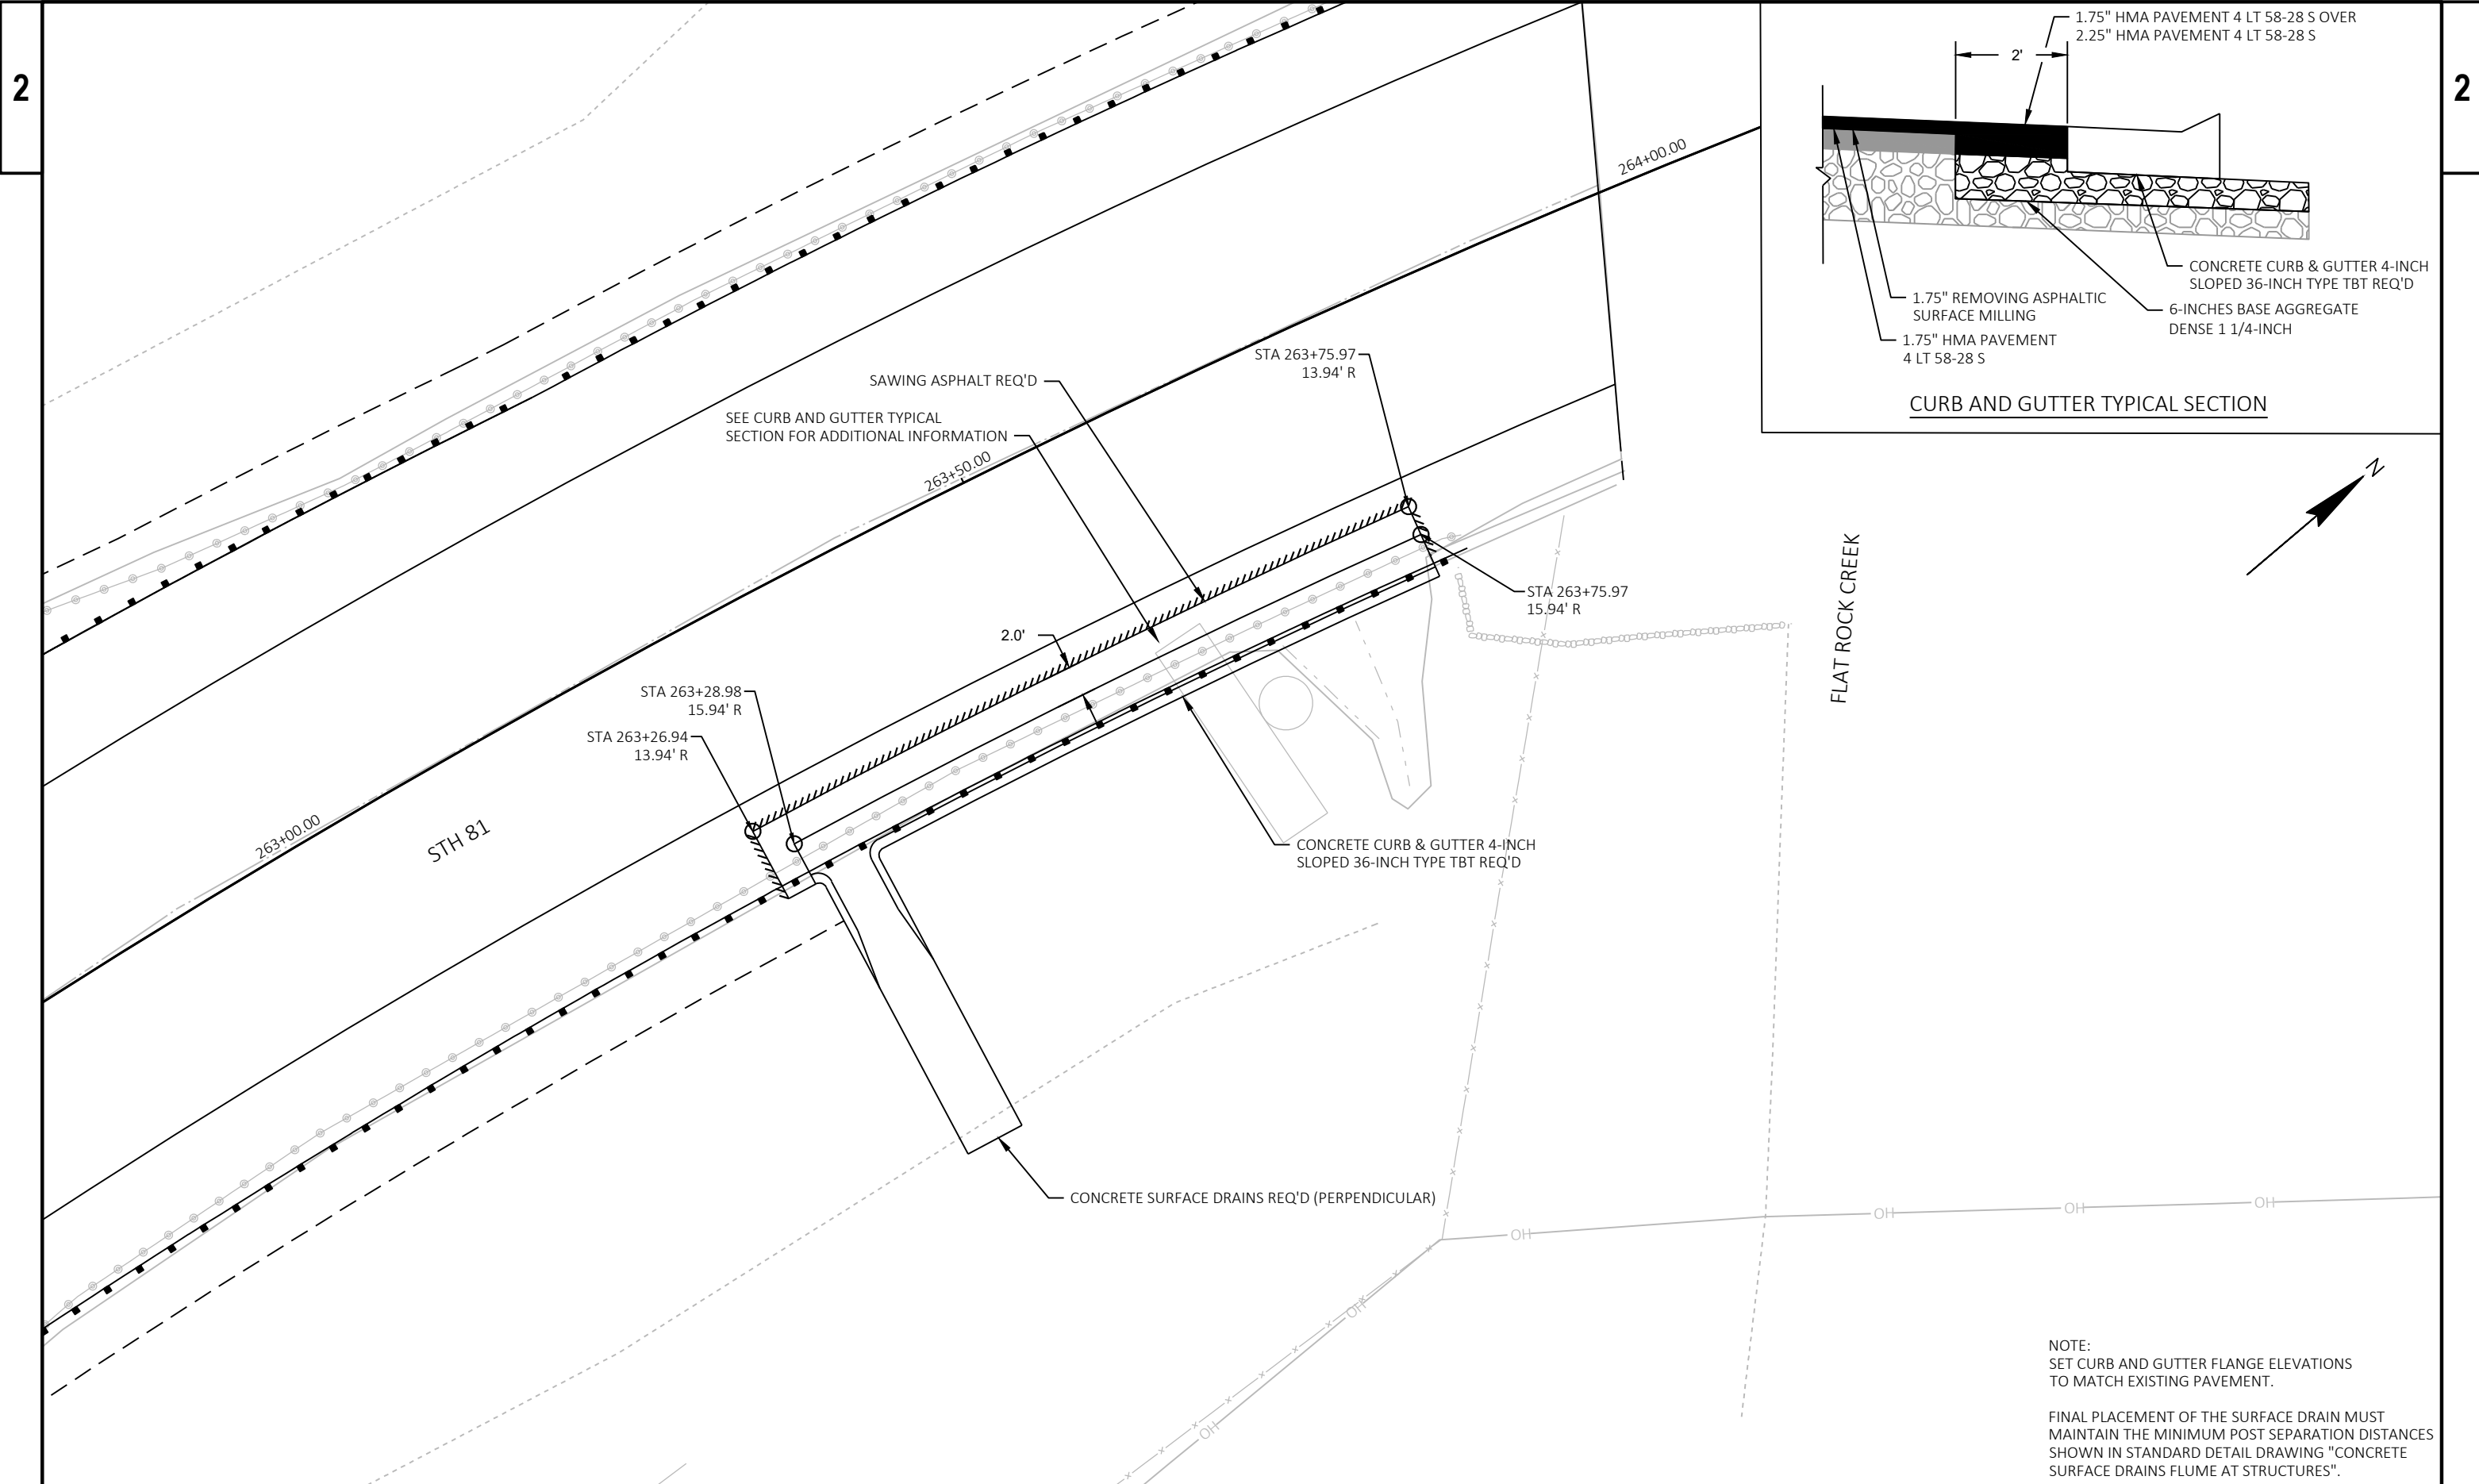 2
2
1.75" HMA PAVEMENT 4 LT 58-28 S OVER
2.25" HMA PAVEMENT 4 LT 58-28 S
2'
CONCRETE CURB & GUTTER 4-INCH
SLOPED 36-INCH TYPE TBT REQ'D
1.75" REMOVING ASPHALTIC
SURFACE MILLING
6-INCHES BASE AGGREGATE
DENSE 1 1/4-INCH
1.75" HMA PAVEMENT
4 LT 58-28 S
CURB AND GUTTER TYPICAL SECTION
264+00.00
STA 263+75.97
13.94' R
SAWING ASPHALT REQ'D
SEE CURB AND GUTTER TYPICAL
SECTION FOR ADDITIONAL INFORMATION
263+50.00
N
FLAT ROCK CREEK
STA 263+75.97
15.94' R
2.0'
STA 263+28.98
15.94' R
STA 263+26.94
13.94' R
263+00.00
STH 81
CONCRETE CURB & GUTTER 4-INCH
SLOPED 36-INCH TYPE TBT REQ'D
CONCRETE SURFACE DRAINS REQ'D (PERPENDICULAR)
OH
OH
OH
OH
OH
OH
NOTE:
SET CURB AND GUTTER FLANGE ELEVATIONS
TO MATCH EXISTING PAVEMENT.
FINAL PLACEMENT OF THE SURFACE DRAIN MUST
MAINTAIN THE MINIMUM POST SEPARATION DISTANCES
SHOWN IN STANDARD DETAIL DRAWING "CONCRETE
SURFACE DRAINS FLUME AT STRUCTURES".